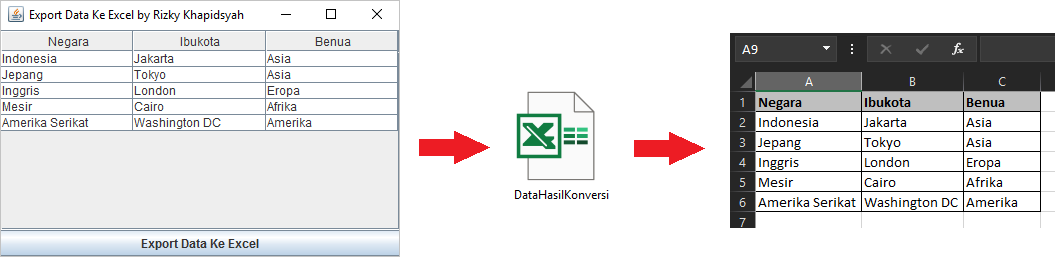 Export Data Ke Excel by Rizky Khapidsyah
Negara Ibukota Benua
Indonesia Jakarta Asia
Jepang Tokyo Asia
Inggris London Eropa
Mesir Cairo Afrika
Amerika Serikat Washington DC Amerika
Export Data Ke Excel
X
DataHasilKonversi
A9 fx
A B C
1 Negara Ibukota Benua
2 Indonesia Jakarta Asia
3 Jepang Tokyo Asia
4 Inggris London Eropa
5 Mesir Cairo Afrika
6 Amerika Serikat Washington DC Amerika
7